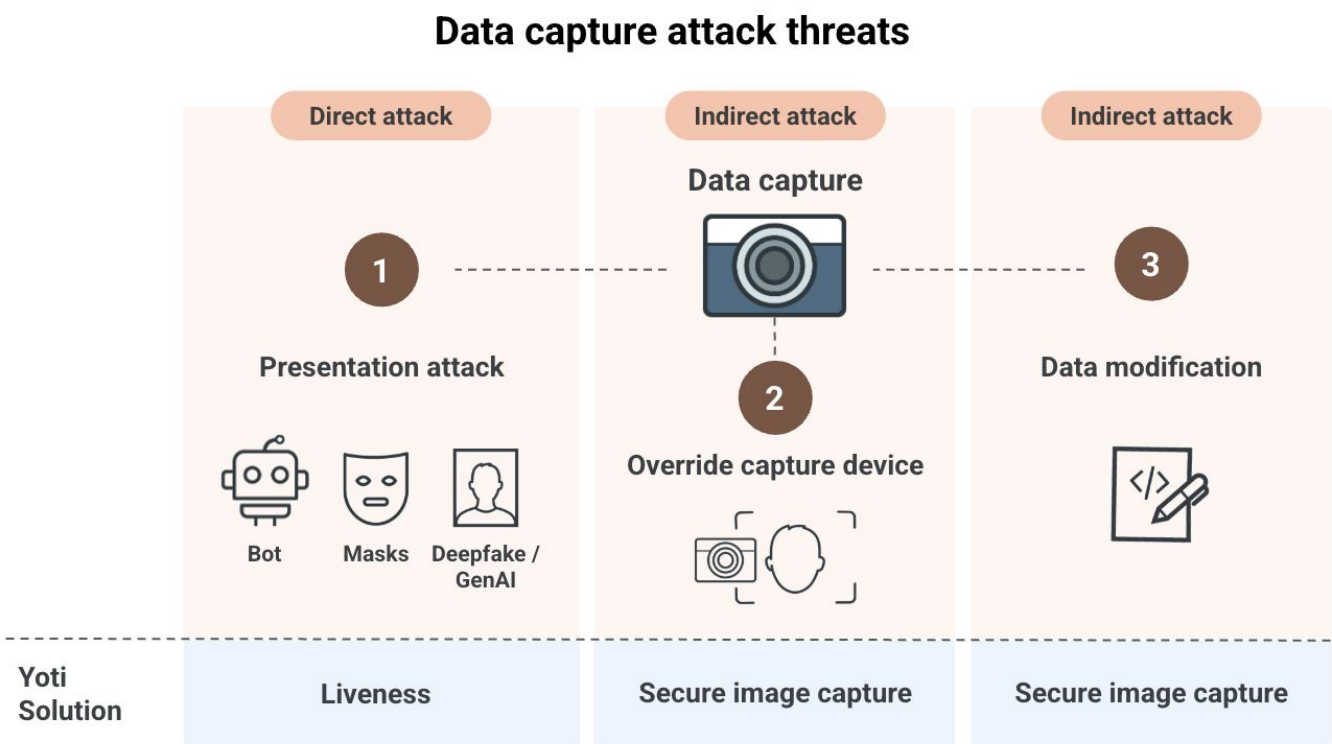 Data capture attack threats
Direct attack
Indirect attack
Indirect attack
Data capture
1
3
Presentation attack
Data modification
2
Override capture device
</>
Bot
Masks
Deepfake /
GenAI
Yoti
Solution
Liveness
Secure image capture
Secure image capture